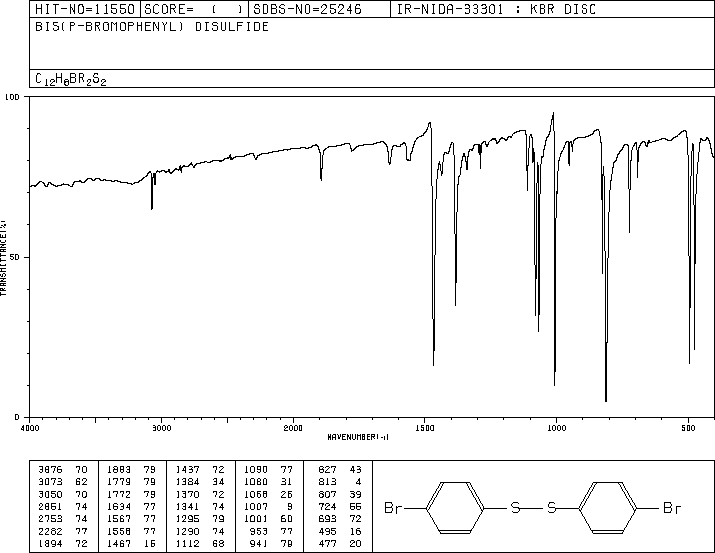 HIT-NO=11550 SCORE= ( ) SDBS-NO=25246 IR-NIDA-33301 : KBR DISC
BIS(P-BROMOPHENYL) DISULFIDE
C12H8BR2S2
100
50
0
TRANSMITTANCE(%)
4000 3000 2000 1500 1000 500
WAVENUMBER(-1)
3876 70 1883 79 1437 72 1090 77 827 43
3073 62 1779 79 1384 34 1080 31 813 4
3050 70 1772 79 1370 72 1068 26 807 39
2851 74 1634 77 1341 74 1007 9 724 55
2753 74 1567 77 1295 79 1001 60 693 72
2262 77 1558 77 1290 74 953 77 495 16
1894 72 1467 15 1112 68 941 79 477 20
Br S S Br